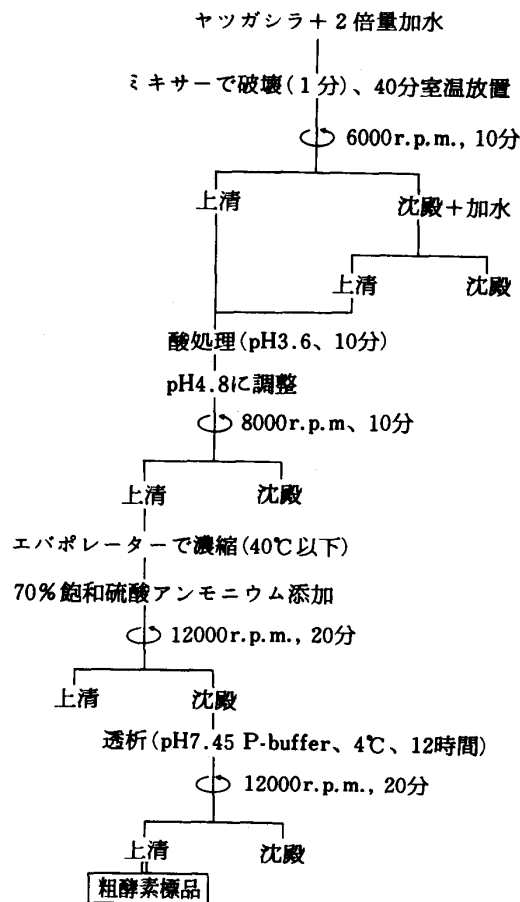 ヤツガシラ+2倍量加水
ミキサーで破壊(1分)、40分室温放置
6000r.p.m.,10分
上清
沈殿+加水
上清
沈殿
酸処理(pH3.6、10分)
pH4.8に調整
8000r.p.m、10分
上清
沈殿
エバポレーターで濃縮(40℃以下)
70%飽和硫酸アンモニウム添加
12000r.p.m.,20分
上清
沈殿
透析(pH7.45 P-buffer、4℃、12時間)
12000r.p.m.,20分
上清
沈殿
粗酵素標品